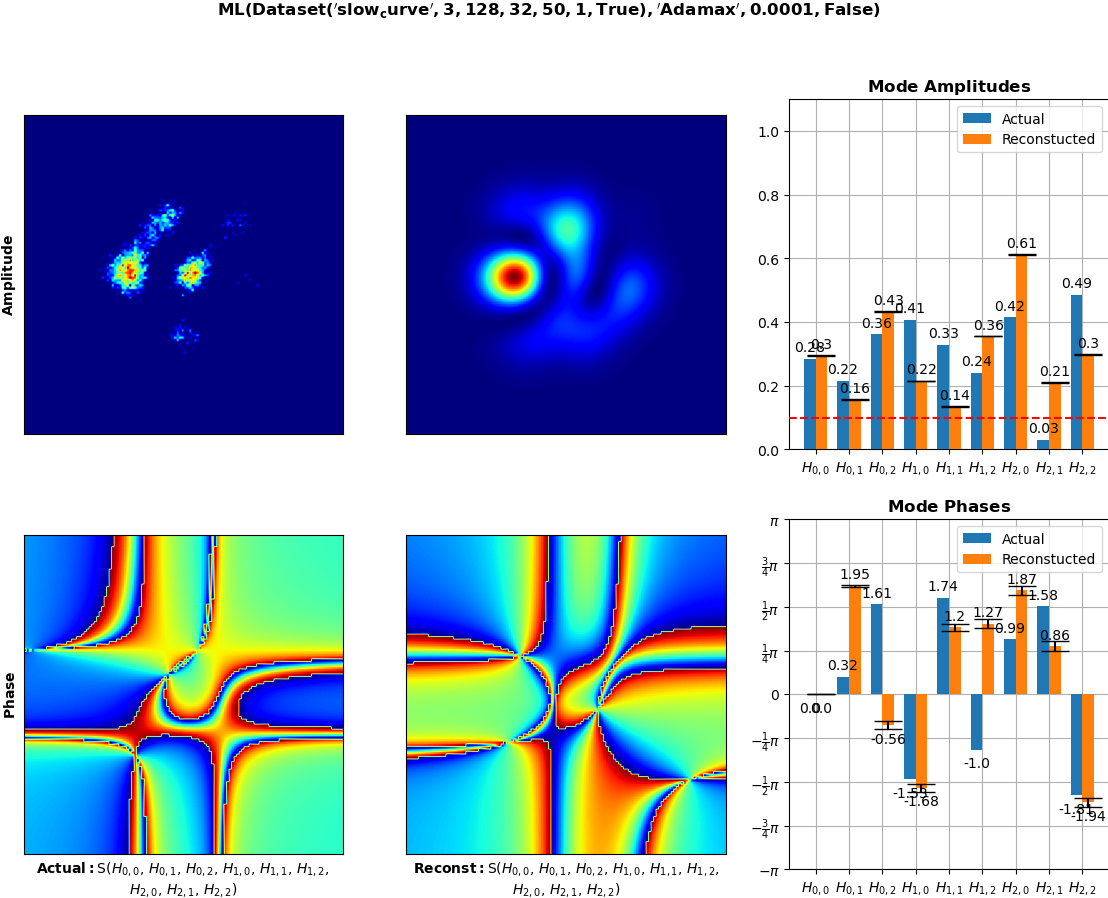 ML(Dataset('slow_curve', 3, 128, 32, 50, 1, True), 'Adamax', 0.0001, False)
Amplitude
Mode Amplitudes
Actual
Reconstucted
1.0
0.8
0.6
0.4
0.2
0.0
0.28
0.3
0.22
0.16
0.36
0.43
0.41
0.22
0.33
0.14
0.24
0.36
0.42
0.61
0.03
0.21
0.49
0.3
H0,0 H0,1 H0,2 H1,0 H1,1 H1,2 H2,0 H2,1 H2,2
Phase
Mode Phases
Actual
Reconstucted
π
3/4π
1/2π
1/4π
0
−1/4π
−1/2π
−3/4π
−π
0.0
0.0
0.32
1.95
1.61
-0.56
-1.68
1.74
1.2
-1.0
1.27
0.99
1.87
1.58
0.86
-1.81
-1.94
H0,0 H0,1 H0,2 H1,0 H1,1 H1,2 H2,0 H2,1 H2,2
Actual: S(H0,0, H0,1, H0,2, H1,0, H1,1, H1,2,
H2,0, H2,1, H2,2)
Reconst: S(H0,0, H0,1, H0,2, H1,0, H1,1, H1,2,
H2,0, H2,1, H2,2)